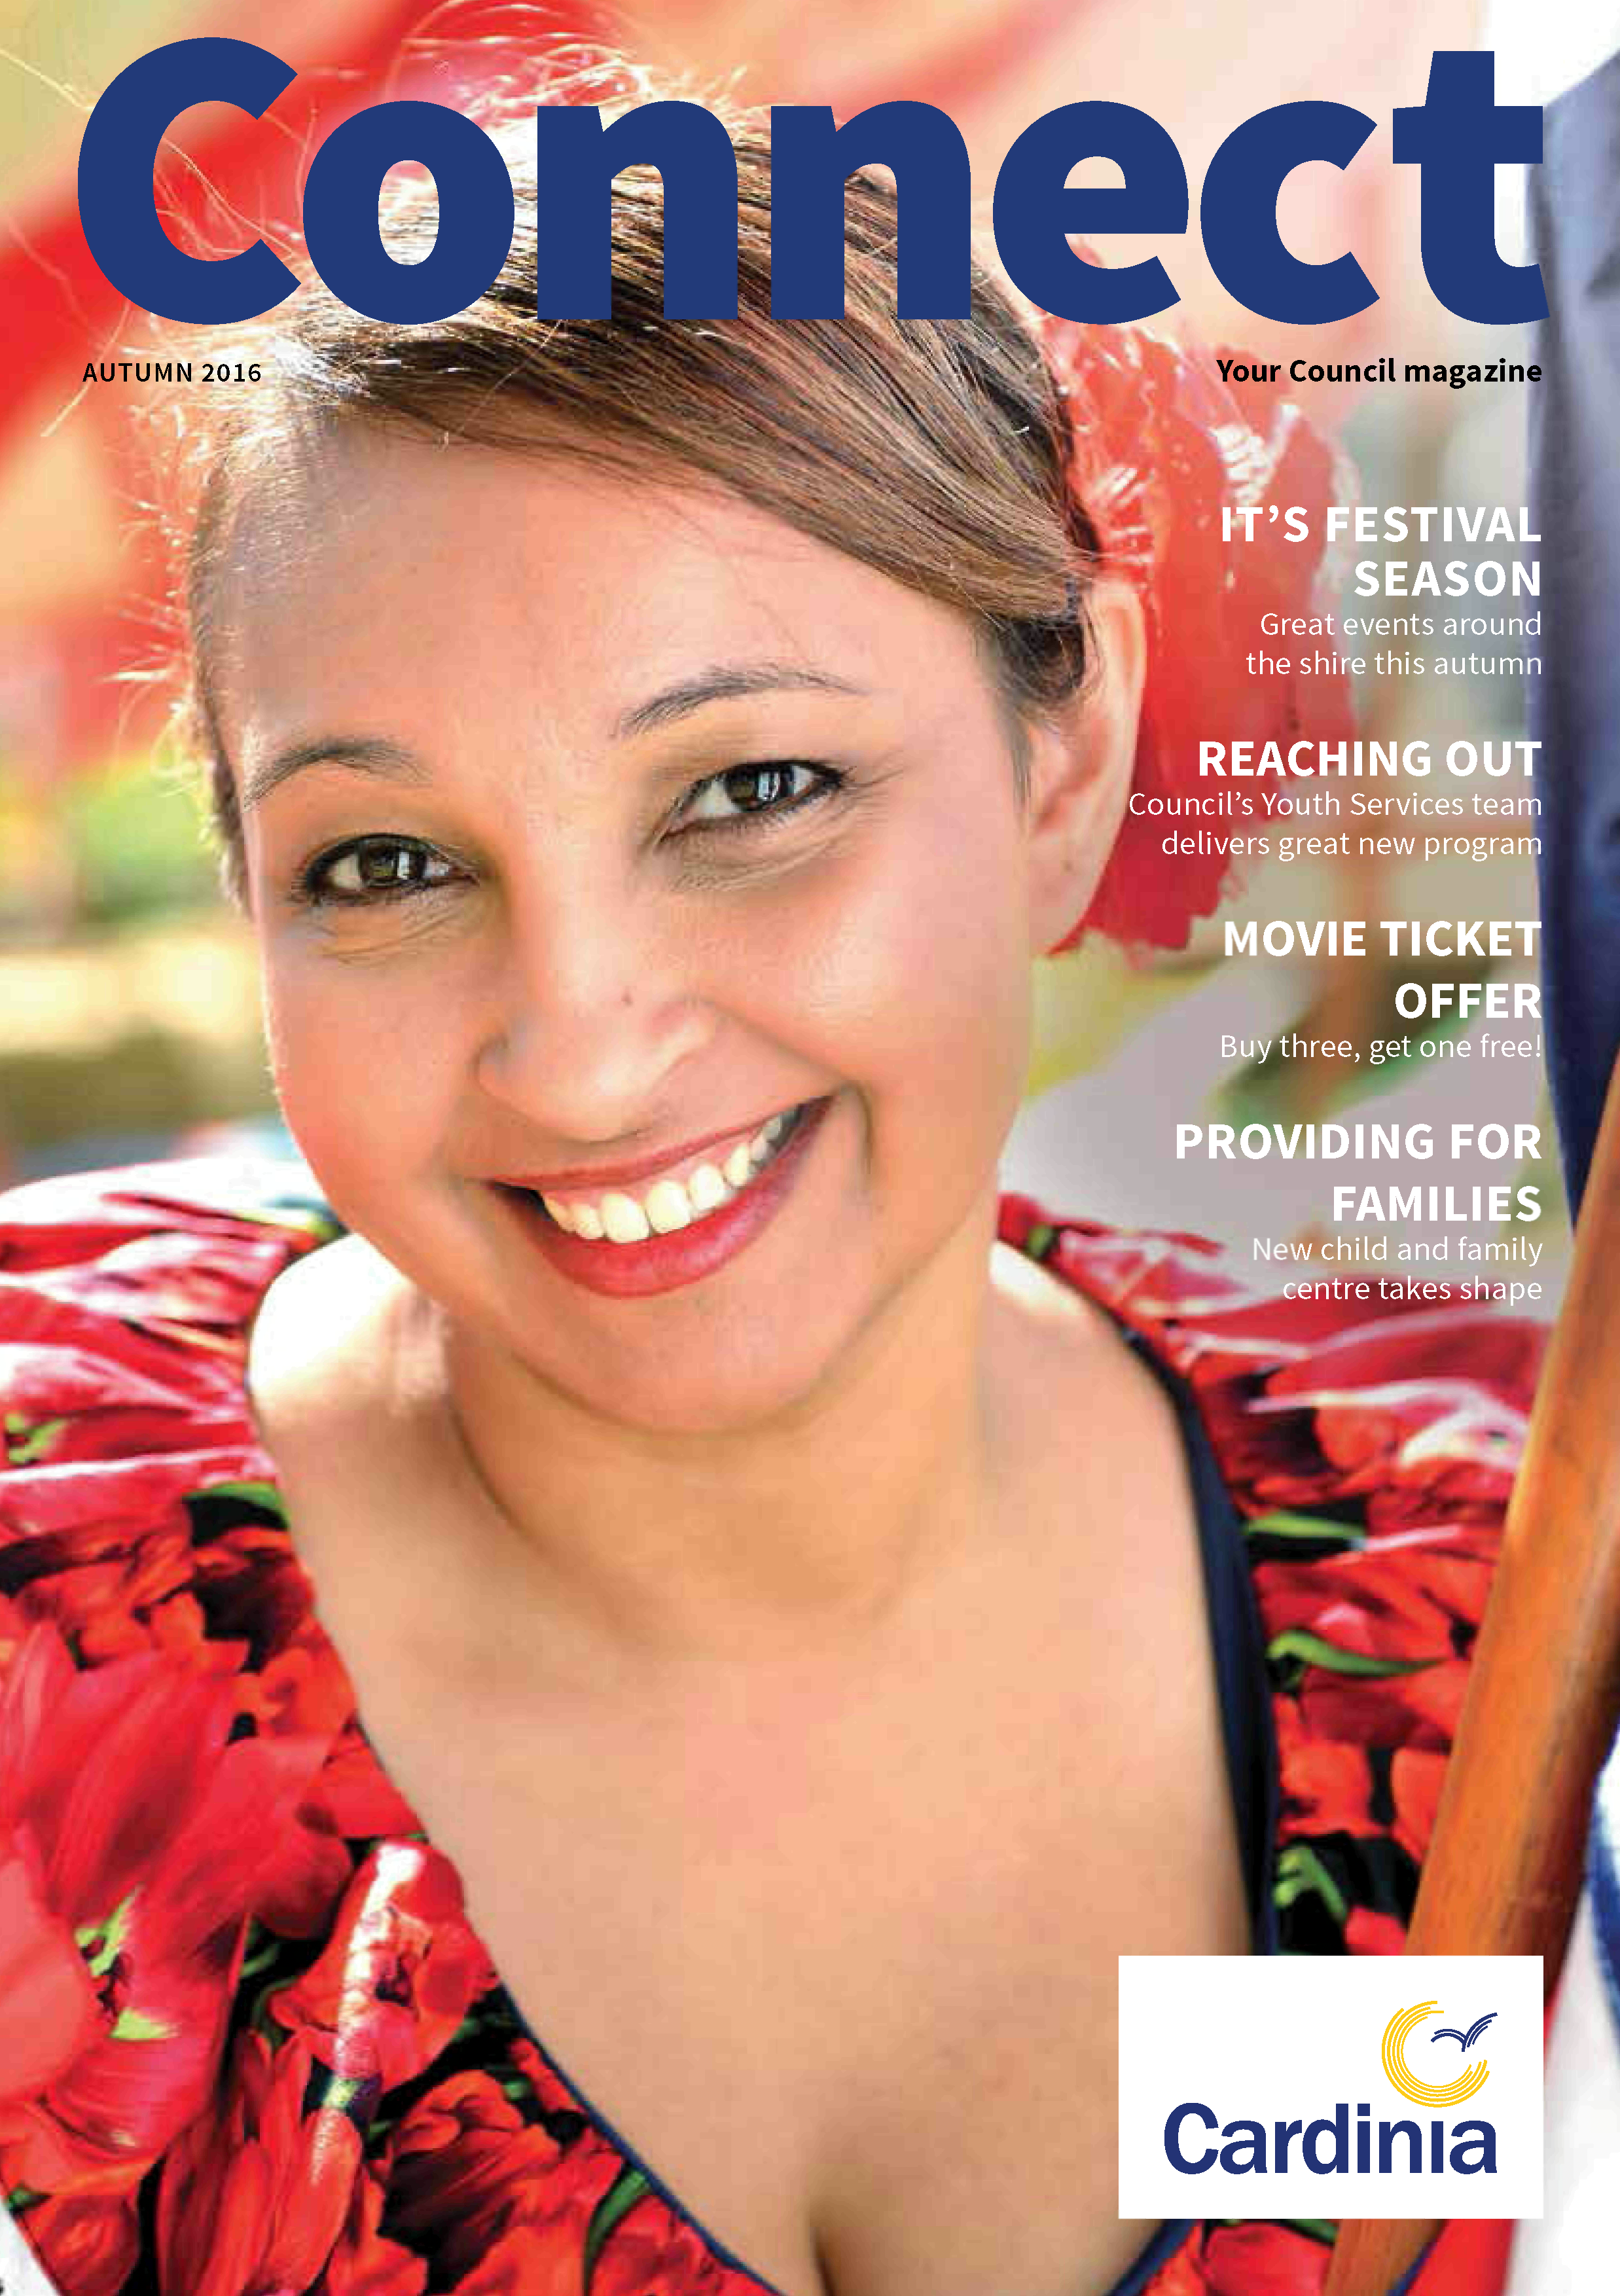 Connect
AUTUMN 2016
Your Council magazine
IT’S FESTIVAL
SEASON
Great events around
the shire this autumn
REACHING OUT
Council’s Youth Services team
delivers great new program
MOVIE TICKET
OFFER
Buy three, get one free!
PROVIDING FOR
FAMILIES
New child and family
centre takes shape
Cardinia